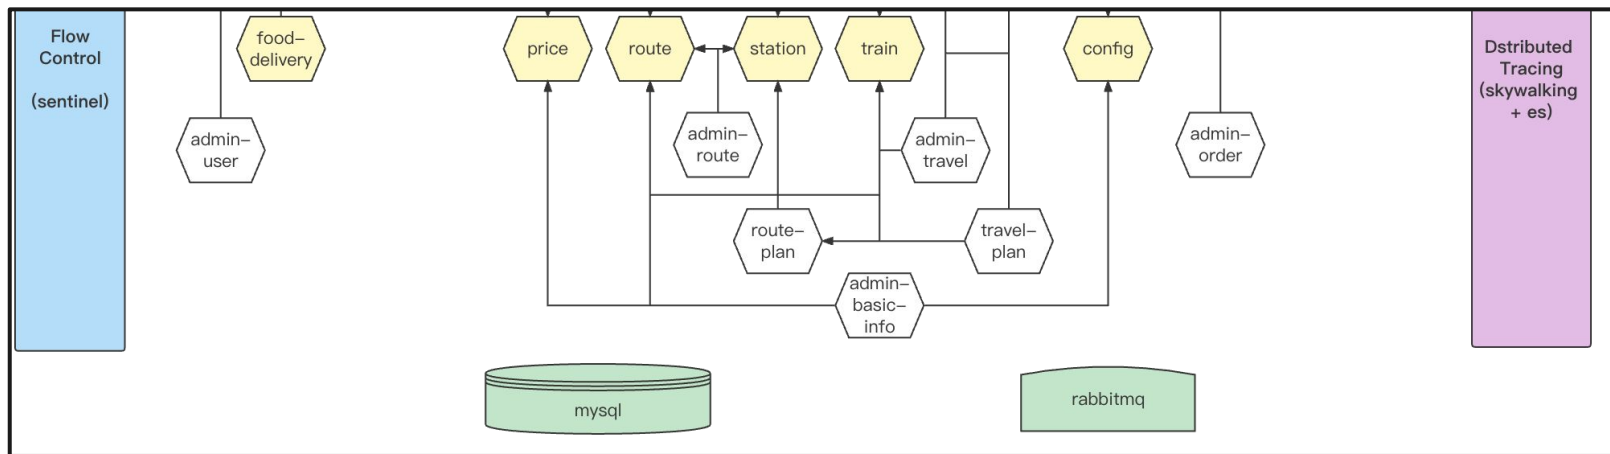 Flow
Control
(sentinel)
food–
delivery
price
route
station
train
config
Dstributed
Tracing
(skywalking
+ es)
admin–
user
admin–
route
admin–
travel
admin–
order
route–
plan
travel–
plan
admin–
basic–
info
mysql
rabbitmq